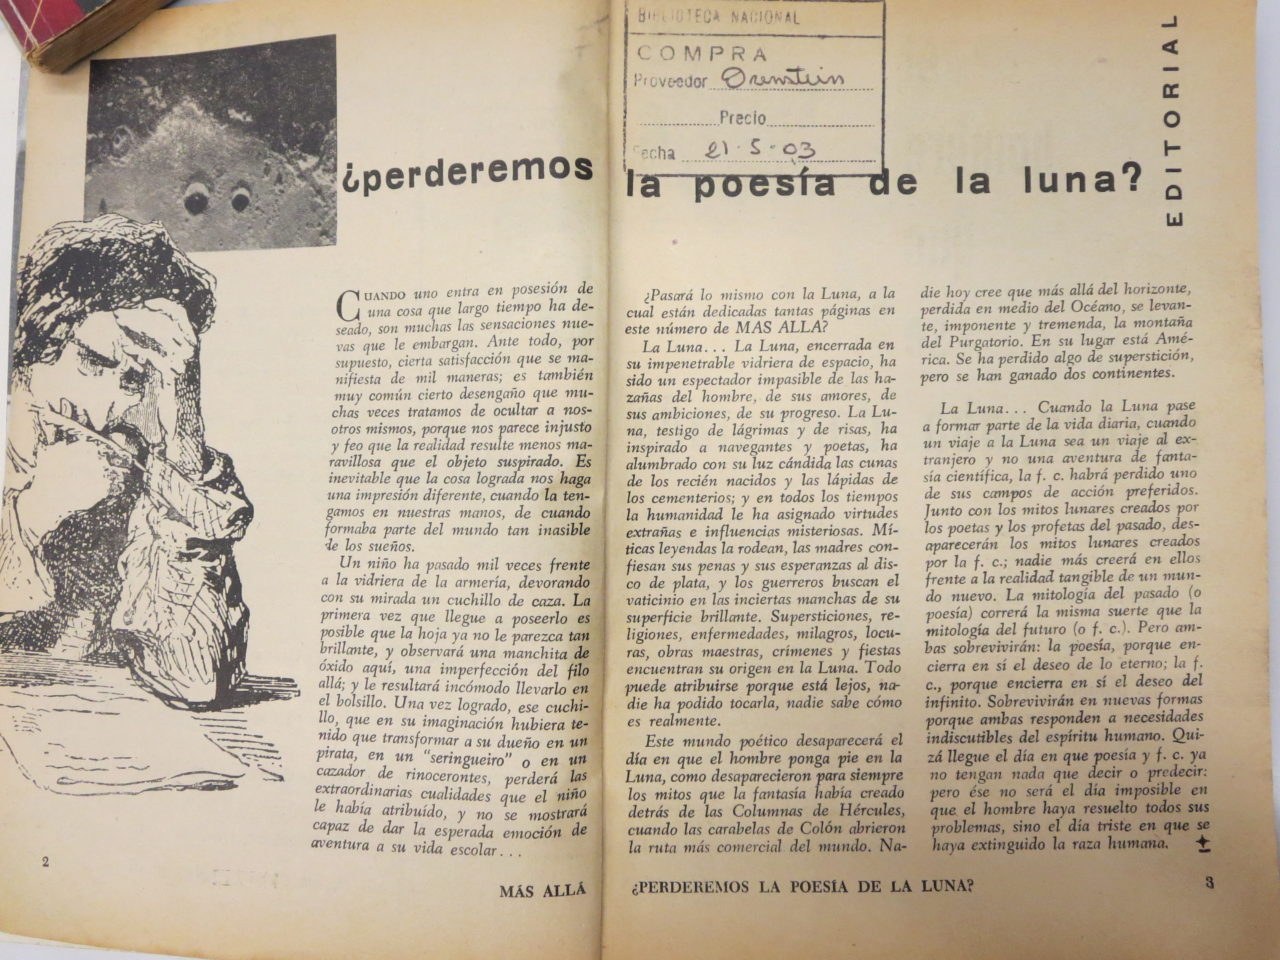 ¿perderemos
CUANDO uno entra en posesión de
una cosa que largo tiempo ha de-
seado, son muchas las sensaciones nue-
vas que le embargan. Ante todo, por
supuesto, cierta satisfacción que se ma-
nifiesta de mil maneras; es también
muy común cierto desengaño que mu-
chas veces tratamos de ocultar a nos-
otros mismos, porque nos parece injusto
y feo que la realidad resulte menos ma-
ravillosa que el objeto suspirado. Es
inevitable que la cosa lograda nos haga
una impresión diferente, cuando la ten-
gamos en nuestras manos, de cuando
formaba parte del mundo tan inasible
de los sueños.
Un niño ha pasado mil veces frente
a la vidriera de la armería, devorando
con su mirada un cuchillo de caza. La
primera vez que llegue a poseerlo es
posible que la hoja ya no le parezca tan
brillante, y observará una manchita de
óxido aquí, una imperfección del filo
allá; y le resultará incómodo llevarlo en
el bolsillo. Una vez logrado, ese cuchi-
llo, que en su imaginación hubiera te-
nido que transformar a su dueño en un
pirata, en un "seringueiro" o en un
cazador de rinocerontes, perderá las
extraordinarias cualidades que el niño
le había atribuído, y no se mostrará
capaz de dar la esperada emoción de
aventura a su vida escolar...
2
MÁS ALLÁ
BIBLIOTECA NACIONAL
COMPRA
Proveedor Orenstein
Precio
Fecha 21·5·03
la poesía de la luna?
EDITORIAL
¿Pasará lo mismo con la Luna, a la
cual están dedicadas tantas páginas en
este número de MAS ALLA?
La Luna... La Luna, encerrada en
su impenetrable vidriera de espacio, ha
sido un espectador impasible de las ha-
zañas del hombre, de sus amores, de
sus ambiciones, de su progreso. La Lu-
na, testigo de lágrimas y de risas, ha
inspirado a navegantes y poetas, ha
alumbrado con su luz cándida las cunas
de los recién nacidos y las lápidas de
los cementerios; y en todos los tiempos
la humanidad le ha asignado virtudes
extrañas e influencias misteriosas. Mí-
ticas leyendas la rodean, las madres con-
fiesan sus penas y sus esperanzas al dis-
co de plata, y los guerreros buscan el
vaticinio en las inciertas manchas de su
superficie brillante. Supersticiones, re-
ligiones, enfermedades, milagros, locu-
ras, obras maestras, crímenes y fiestas
encuentran su origen en la Luna. Todo
puede atribuirse porque está lejos, na-
die ha podido tocarla, nadie sabe cómo
es realmente.
Este mundo poético desaparecerá el
día en que el hombre ponga pie en la
Luna, como desaparecieron para siempre
los mitos que la fantasía había creado
detrás de las Columnas de Hércules,
cuando las carabelas de Colón abrieron
la ruta más comercial del mundo. Na-
die hoy cree que más allá del horizonte,
perdida en medio del Océano, se levan-
te, imponente y tremenda, la montaña
del Purgatorio. En su lugar está Amé-
rica. Se ha perdido algo de superstición,
pero se han ganado dos continentes.
La Luna... Cuando la Luna pase
a formar parte de la vida diaria, cuando
un viaje a la Luna sea un viaje al ex-
tranjero y no una aventura de fanta-
sía científica, la f. c. habrá perdido uno
de sus campos de acción preferidos.
Junto con los mitos lunares creados por
los poetas y los profetas del pasado, des-
aparecerán los mitos lunares creados
por la f. c.; nadie más creerá en ellos
frente a la realidad tangible de un mun-
do nuevo. La mitología del pasado (o
poesía) correrá la misma suerte que la
mitología del futuro (o f. c.). Pero am-
bas sobrevivirán: la poesía, porque en-
cierra en sí el deseo de lo eterno; la f.
c., porque encierra en sí el deseo del
infinito. Sobrevivirán en nuevas formas
porque ambas responden a necesidades
indiscutibles del espíritu humano. Qui-
zá llegue el día en que poesía y f. c. ya
no tengan nada que decir o predecir:
pero ése no será el día imposible en
que el hombre haya resuelto todos sus
problemas, sino el día triste en que se
haya extinguido la raza humana.
¿PERDEREMOS LA POESÍA DE LA LUNA?
3